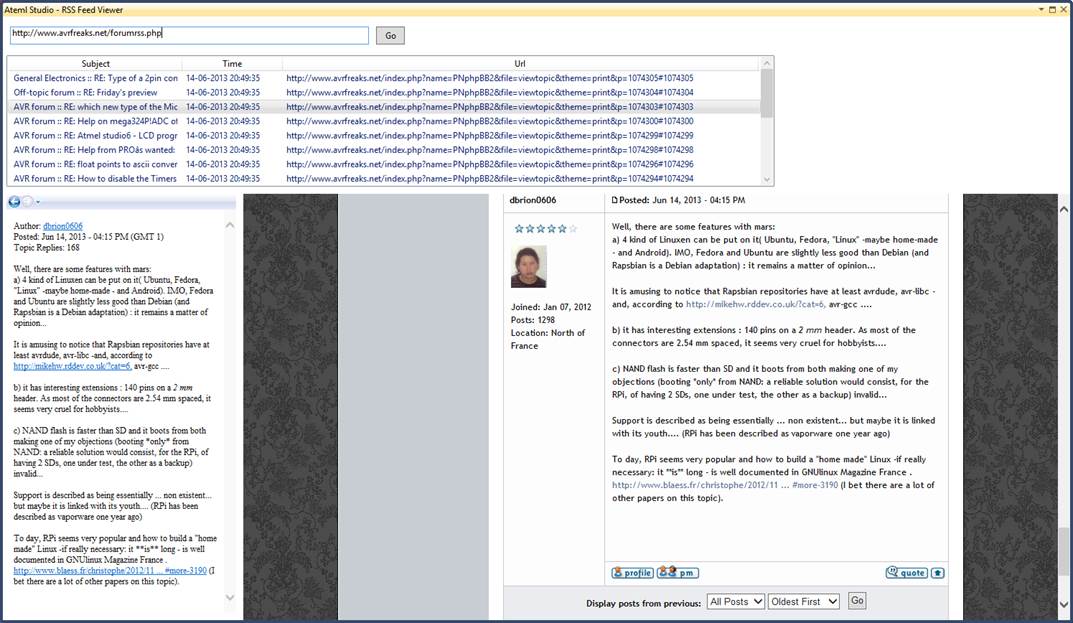 Ateml Studio - RSS Feed Viewer
http://www.avrfreaks.net/forumrss.php
Go
Subject Time Url
General Electronics :: RE: Type of a 2pin con 14-06-2013 20:49:35 http://www.avrfreaks.net/index.php?name=PNphpBB2&file=viewtopic&theme=print&p=1074305#1074305
Off-topic forum :: RE: Friday's preview 14-06-2013 20:49:35 http://www.avrfreaks.net/index.php?name=PNphpBB2&file=viewtopic&theme=print&p=1074304#1074304
AVR forum :: RE: which new type of the Mic 14-06-2013 20:49:35 http://www.avrfreaks.net/index.php?name=PNphpBB2&file=viewtopic&theme=print&p=1074303#1074303
AVR forum :: RE: Help on mega324P!ADC of 14-06-2013 20:49:35 http://www.avrfreaks.net/index.php?name=PNphpBB2&file=viewtopic&theme=print&p=1074300#1074300
AVR forum :: RE: Atmel studio6 - LCD progr 14-06-2013 20:49:35 http://www.avrfreaks.net/index.php?name=PNphpBB2&file=viewtopic&theme=print&p=1074299#1074299
AVR forum :: RE: Help from PROás wanted: 14-06-2013 20:49:35 http://www.avrfreaks.net/index.php?name=PNphpBB2&file=viewtopic&theme=print&p=1074298#1074298
AVR forum :: RE: float points to ascii conver 14-06-2013 20:49:35 http://www.avrfreaks.net/index.php?name=PNphpBB2&file=viewtopic&theme=print&p=1074296#1074296
AVR forum :: RE: How to disable the Timers 14-06-2013 20:49:35 http://www.avrfreaks.net/index.php?name=PNphpBB2&file=viewtopic&theme=print&p=1074294#1074294
Author: dbrion0606
Posted: Jun 14, 2013 - 04:15 PM (GMT 1)
Topic Replies: 168
Well, there are some features with mars:
a) 4 kind of Linuxen can be put on it( Ubuntu, Fedora,
"Linux" -maybe home-made - and Android). IMO, Fedora
and Ubuntu are slightly less good than Debian (and
Rapsbian is a Debian adaptation) : it remains a matter of
opinion...
It is amusing to notice that Rapsbian repositories have at
least avrdude, avr-libc -and, according to
http://mikehw.rddev.co.uk/?cat=6, avr-gcc ....
b) it has interesting extensions : 140 pins on a 2 mm
header. As most of the connectors are 2.54 mm spaced, it
seems very cruel for hobbyists....
c) NAND flash is faster than SD and it boots from both
making one of my objections (booting *only* from
NAND: a reliable solution would consist, for the RPi, of
having 2 SDs, one under test, the other as a backup)
invalid...
Support is described as being essentially ... non existent...
but maybe it is linked with its youth.... (RPi has been
described as vaporware one year ago)
To day, RPi seems very popular and how to build a "home
made" Linux -if really necessary: it **is** long - is well
documented in GNUlinux Magazine France .
http://www.blaess.fr/christophe/2012/11 ... #more-3190 (I
bet there are a lot of other papers on this topic).
dbrion0606
Joined: Jan 07, 2012
Posts: 1298
Location: North of
France
Posted: Jun 14, 2013 - 04:15 PM
Well, there are some features with mars:
a) 4 kind of Linuxen can be put on it( Ubuntu, Fedora, "Linux" -maybe home-made
- and Android). IMO, Fedora and Ubuntu are slightly less good than Debian (and
Rapsbian is a Debian adaptation) : it remains a matter of opinion...
It is amusing to notice that Rapsbian repositories have at least avrdude, avr-libc -
and, according to http://mikehw.rddev.co.uk/?cat=6, avr-gcc ....
b) it has interesting extensions : 140 pins on a 2 mm header. As most of the
connectors are 2.54 mm spaced, it seems very cruel for hobbyists....
c) NAND flash is faster than SD and it boots from both making one of my
objections (booting *only* from NAND: a reliable solution would consist, for the
RPi, of having 2 SDs, one under test, the other as a backup) invalid...
Support is described as being essentially ... non existent... but maybe it is linked
with its youth.... (RPi has been described as vaporware one year ago)
To day, RPi seems very popular and how to build a "home made" Linux -if really
necessary: it **is** long - is well documented in GNUlinux Magazine France .
http://www.blaess.fr/christophe/2012/11 ... #more-3190 (I bet there are a lot of
other papers on this topic).
profile pm quote
Display posts from previous: All Posts Oldest First Go